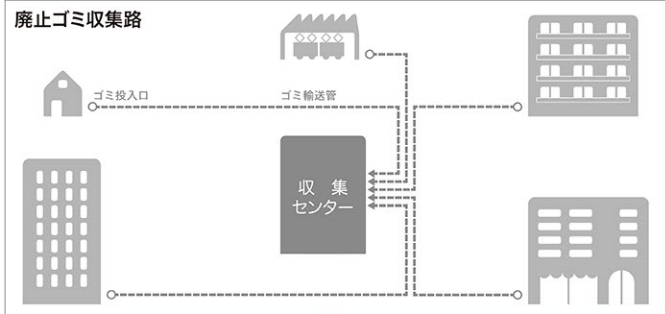 廃止ゴミ収集路
ゴミ投入口
ゴミ輸送管
収 集
センター